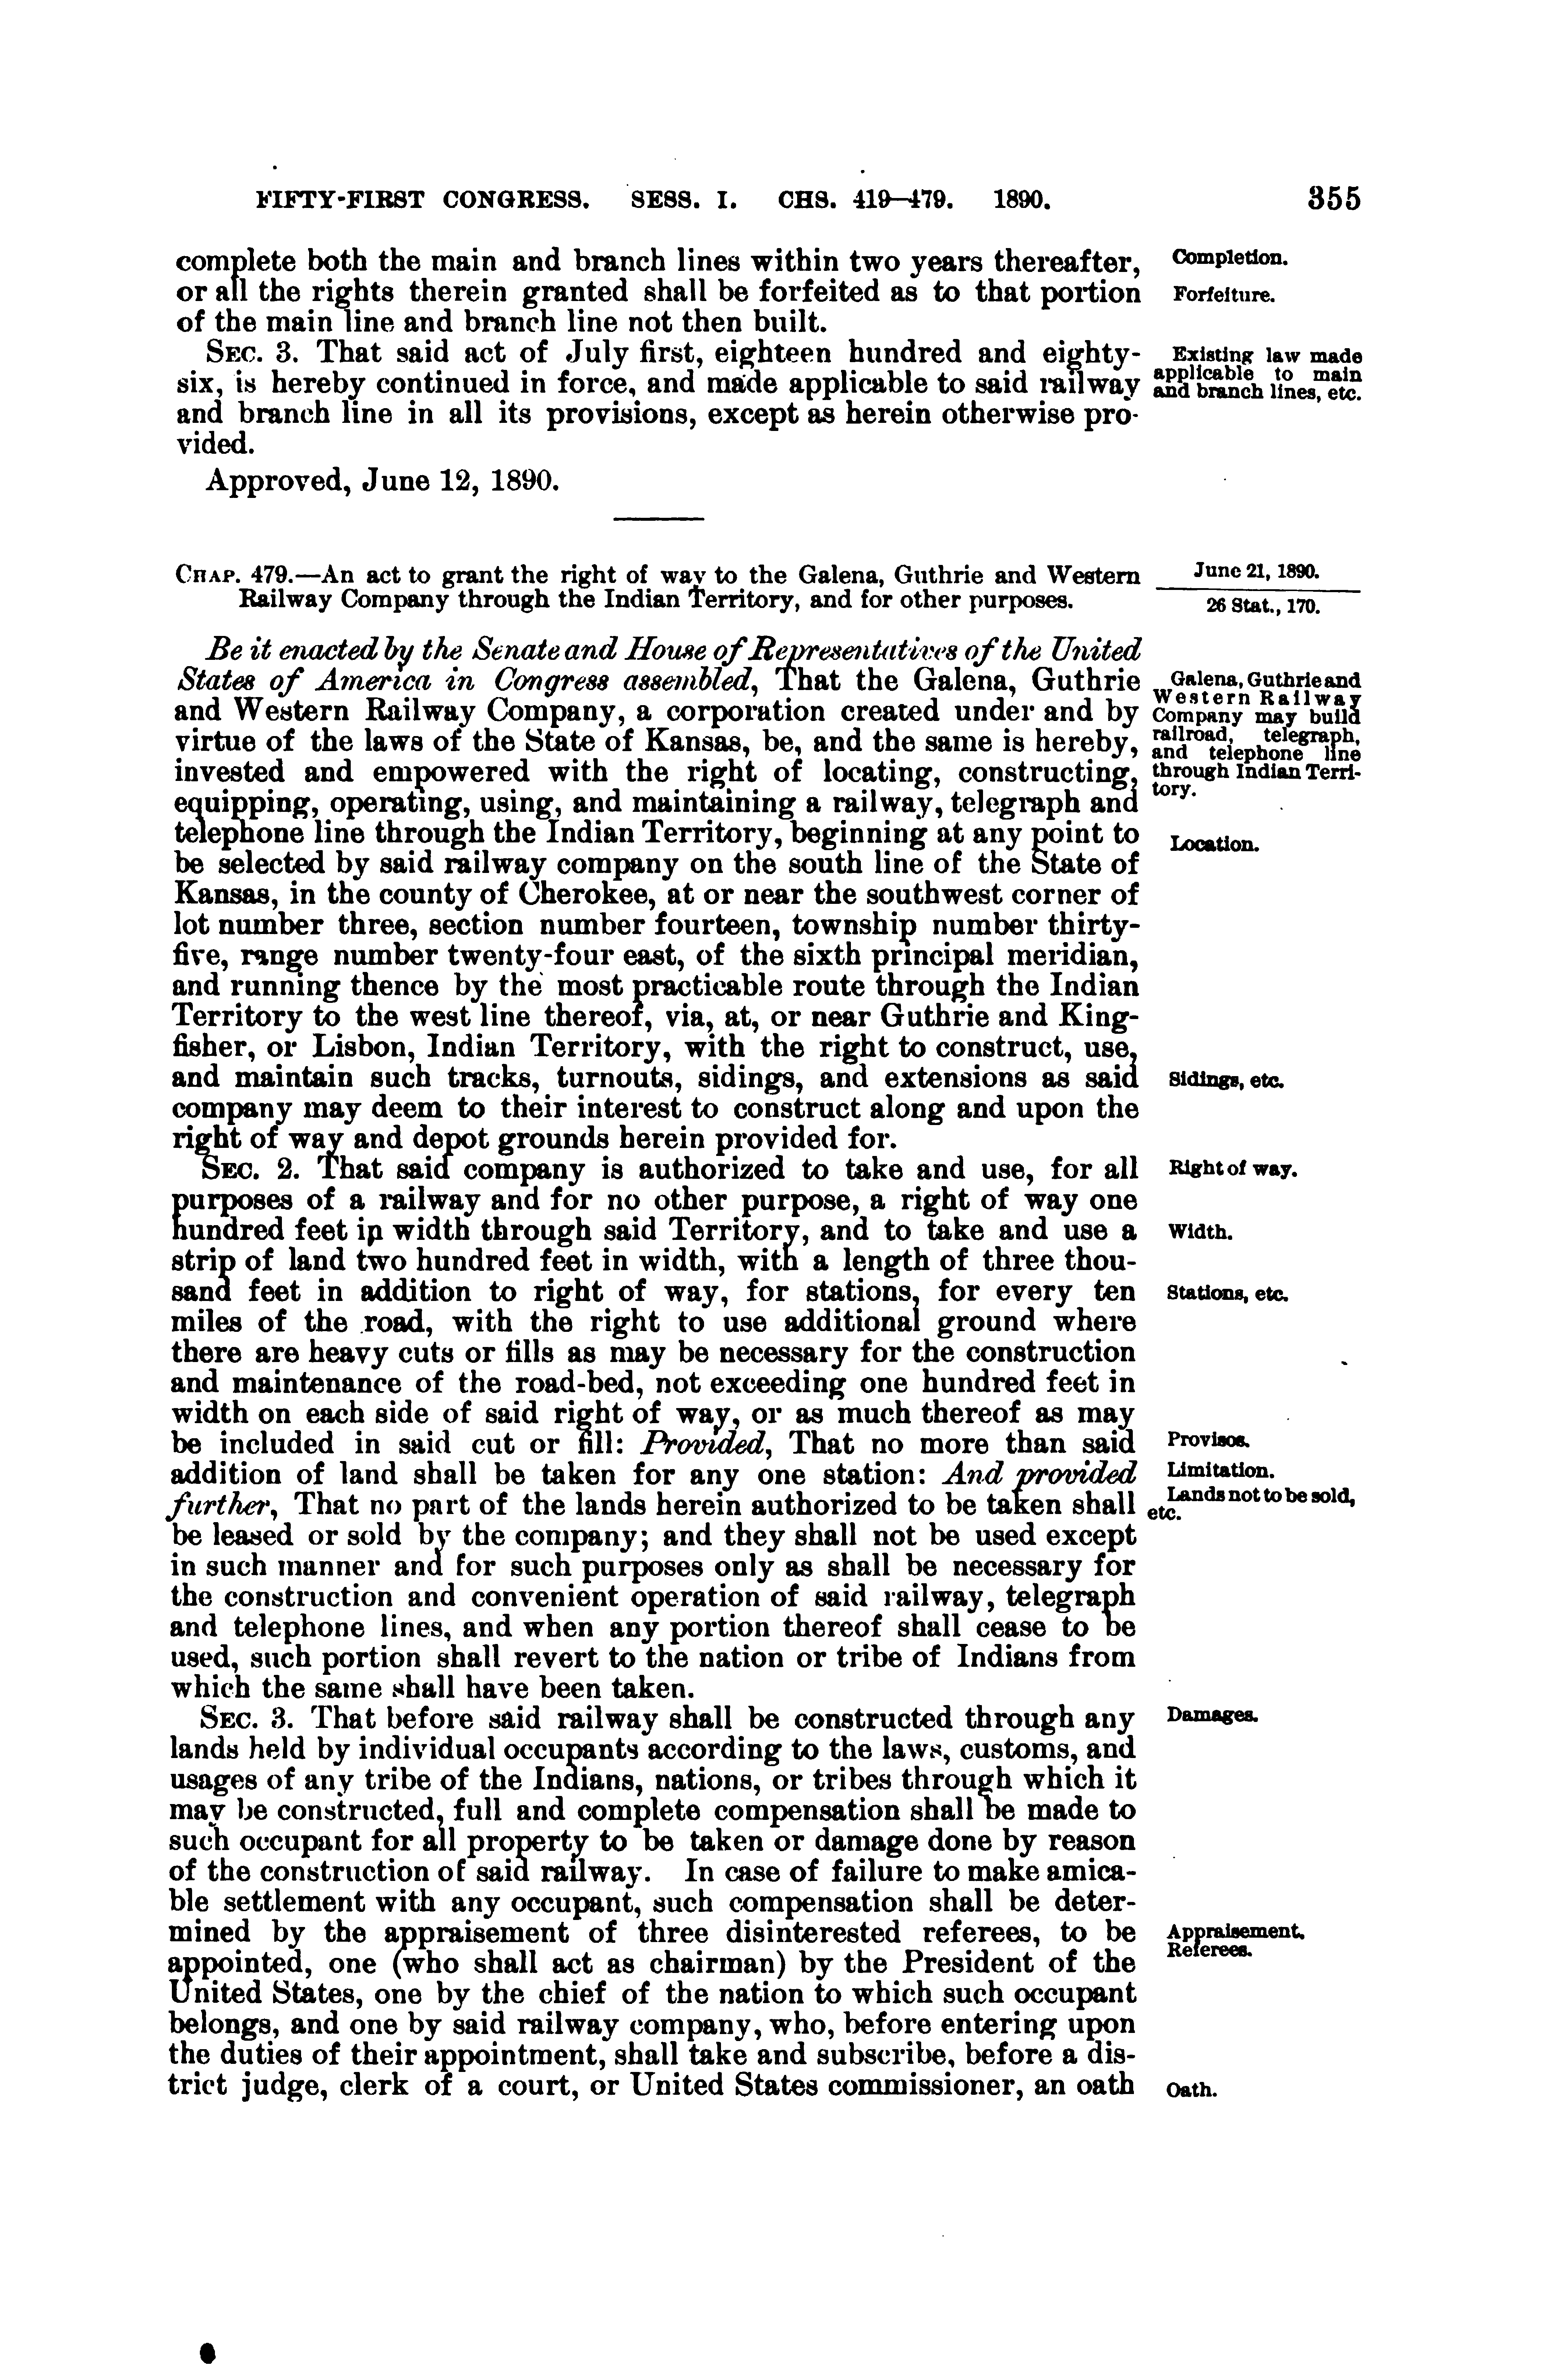 FIFTY-FIRST CONGRESS. SESS. I. CHS. 419–479. 1890. 355
complete both the main and branch lines within two years thereafter,
Completion.
or all the rights therein granted shall be forfeited as to that portion
Forfeiture.
of the main line and branch line not then built.
SEC. 3. That said act of July first, eighteen hundred and eighty-
six, is hereby continued in force, and made applicable to said railway
and branch line in all its provisions, except as herein otherwise pro-
vided.
Existing law made
applicable to main
and branch lines, etc.
Approved, June 12, 1890.
CHAP. 479.—An act to grant the right of way to the Galena, Guthrie and Western
Railway Company through the Indian Territory, and for other purposes.
June 21, 1890.
26 Stat., 170.
Be it enacted by the Senate and House of Representatives of the United
States of America in Congress assembled, That the Galena, Guthrie
and Western Railway Company, a corporation created under and by
virtue of the laws of the State of Kansas, be, and the same is hereby,
invested and empowered with the right of locating, constructing,
equipping, operating, using, and maintaining a railway, telegraph and
Galena, Guthrie and
Western Railway
Company may build
railroad, telegraph,
and telephone line
through Indian Terri-
tory.
telephone line through the Indian Territory, beginning at any point to
Location.
be selected by said railway company on the south line of the State of
Kansas, in the county of Cherokee, at or near the southwest corner of
lot number three, section number fourteen, township number thirty-
five, range number twenty-four east, of the sixth principal meridian,
and running thence by the most practicable route through the Indian
Territory to the west line thereof, via, at, or near Guthrie and King-
fisher, or Lisbon, Indian Territory, with the right to construct, use,
and maintain such tracks, turnouts, sidings, and extensions as said
Sidings, etc.
company may deem to their interest to construct along and upon the
right of way and depot grounds herein provided for.
SEC. 2. That said company is authorized to take and use, for all
Right of way.
purposes of a railway and for no other purpose, a right of way one
hundred feet in width through said Territory, and to take and use a
Width.
strip of land two hundred feet in width, with a length of three thou-
sand feet in addition to right of way, for stations, for every ten
Stations, etc.
miles of the road, with the right to use additional ground where
there are heavy cuts or fills as may be necessary for the construction
and maintenance of the road-bed, not exceeding one hundred feet in
width on each side of said right of way, or as much thereof as may
be included in said cut or fill: Provided, That no more than said
Provisos.
addition of land shall be taken for any one station: And provided
Limitation.
further, That no part of the lands herein authorized to be taken shall
Lands not to be sold,
etc.
be leased or sold by the company; and they shall not be used except
in such manner and for such purposes only as shall be necessary for
the construction and convenient operation of said railway, telegraph
and telephone lines, and when any portion thereof shall cease to be
used, such portion shall revert to the nation or tribe of Indians from
which the same shall have been taken.
SEC. 3. That before said railway shall be constructed through any
Damages.
lands held by individual occupants according to the laws, customs, and
usages of any tribe of the Indians, nations, or tribes through which it
may be constructed, full and complete compensation shall be made to
such occupant for all property to be taken or damage done by reason
of the construction of said railway. In case of failure to make amica-
ble settlement with any occupant, such compensation shall be deter-
mined by the appraisement of three disinterested referees, to be
Appraisement.
Referees.
appointed, one (who shall act as chairman) by the President of the
United States, one by the chief of the nation to which such occupant
belongs, and one by said railway company, who, before entering upon
the duties of their appointment, shall take and subscribe, before a dis-
trict judge, clerk of a court, or United States commissioner, an oath
Oath.